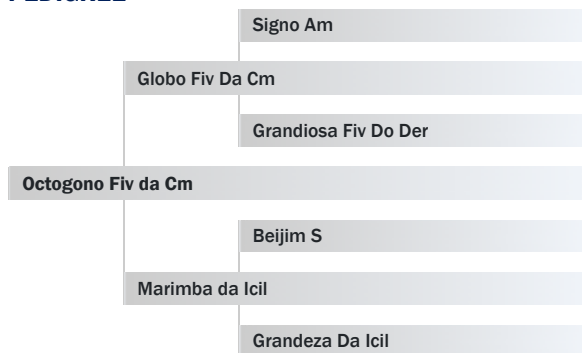 PEDIGREE
Signo Am
Globo Fiv Da Cm
Grandiosa Fiv Do Der
Octogono Fiv da Cm
Beijim S
Marimba da Icil
Grandeza Da Icil